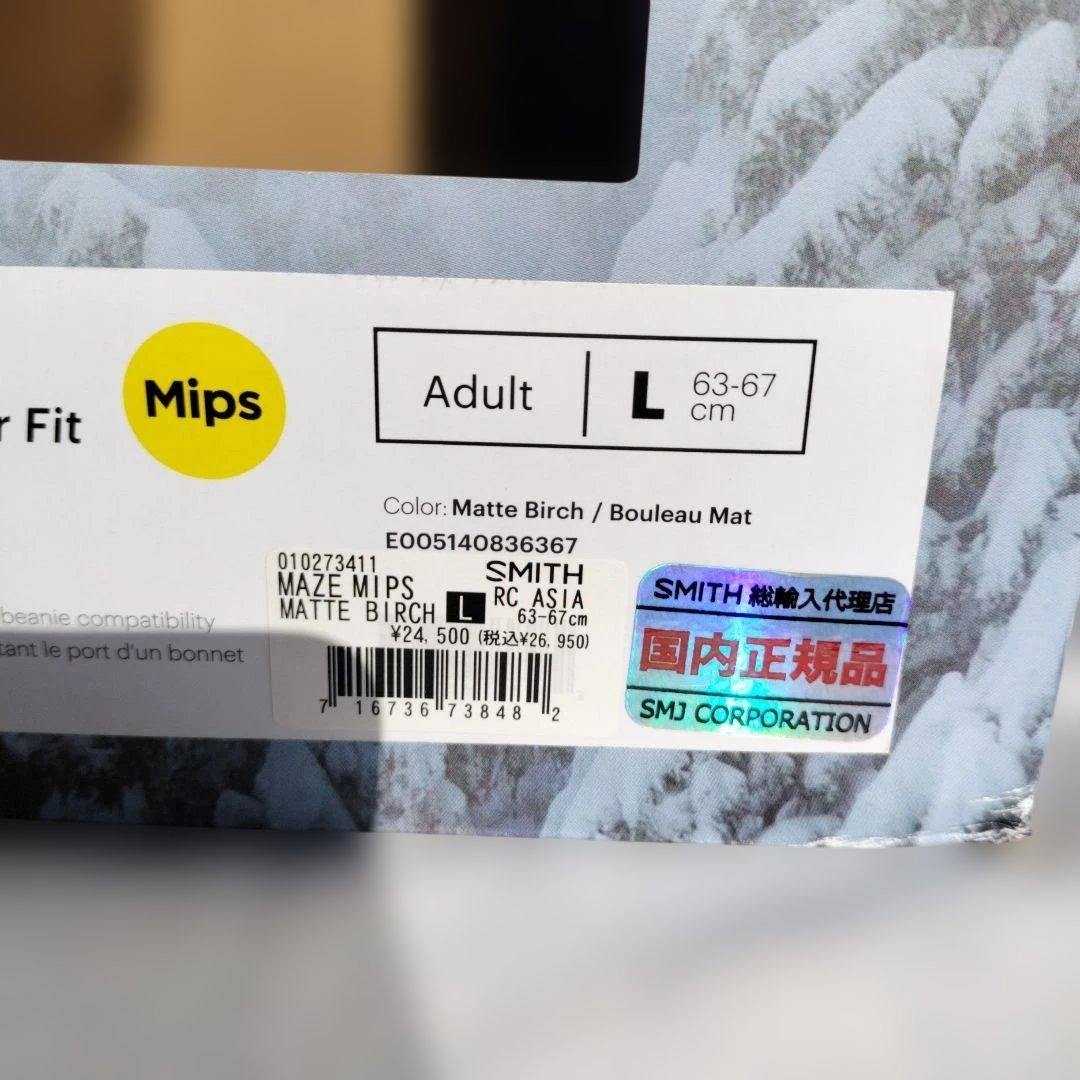 r Fit
Mips
Adult
L
63-67
cm
Color: Matte Birch / Bouleau Mat
E005140836367
beanie compatibility
tant le port d'un bonnet
010273411
SMITH
MAZE MIPS
RC ASIA
MATTE BIRCH L 63-67cm
¥24,500 (税込¥26,950)
7 16736 73848 2
SMITH 総輸入代理店
国内正規品
SMJ CORPORATION